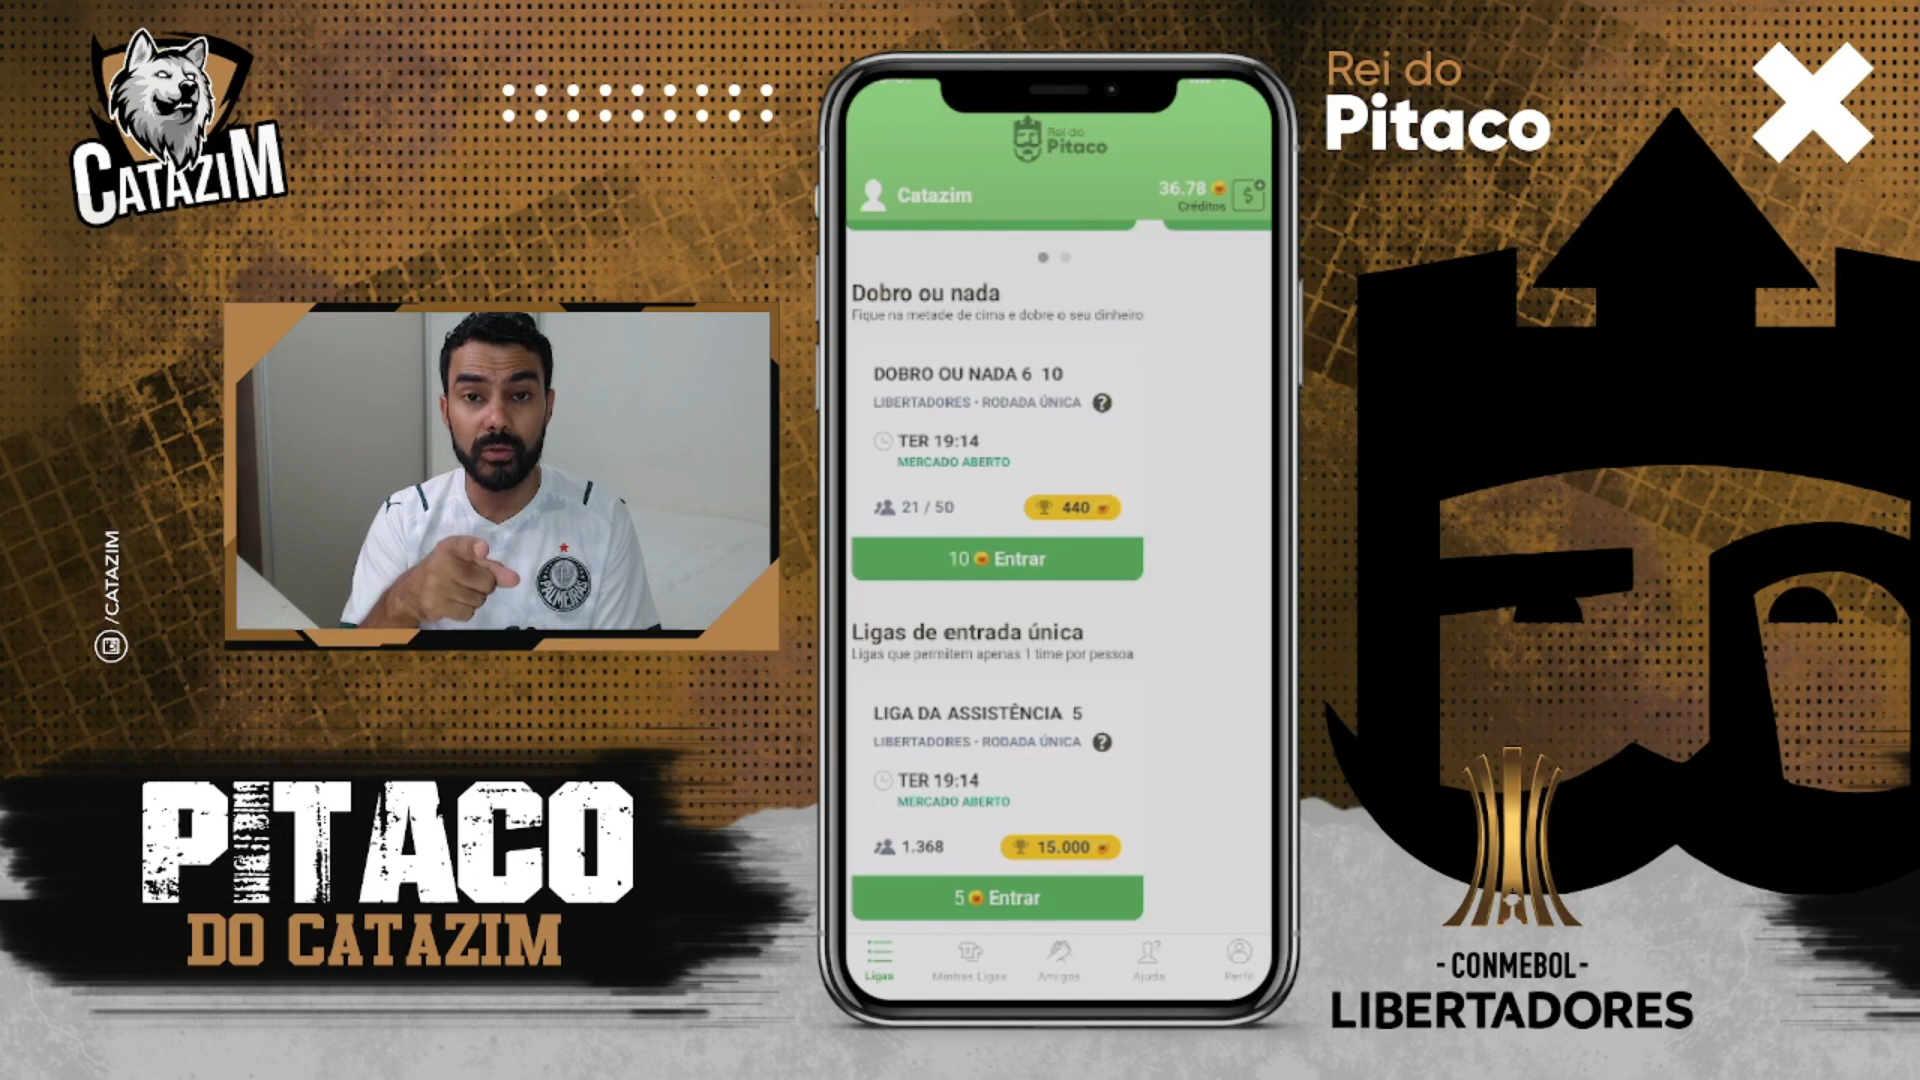 CATAZIM
/CATAZIM
PALMEIRAS
PITACO
DO CATAZIM
Rei do
Pitaco
Catazim
36.78
Créditos
Dobro ou nada
Fique na metade de cima e dobre o seu dinheiro
DOBRO OU NADA 6 10
LIBERTADORES • RODADA ÚNICA ?
TER 19:14
MERCADO ABERTO
21 / 50
440
10 Entrar
Ligas de entrada única
Ligas que permitem apenas 1 time por pessoa
LIGA DA ASSISTÊNCIA 5
LIBERTADORES • RODADA ÚNICA ?
TER 19:14
MERCADO ABERTO
1.368
15.000
5 Entrar
Ligas
Minhas Ligas
Amigos
Ajuda
Perfil
Rei do
Pitaco
-CONMEBOL-
LIBERTADORES